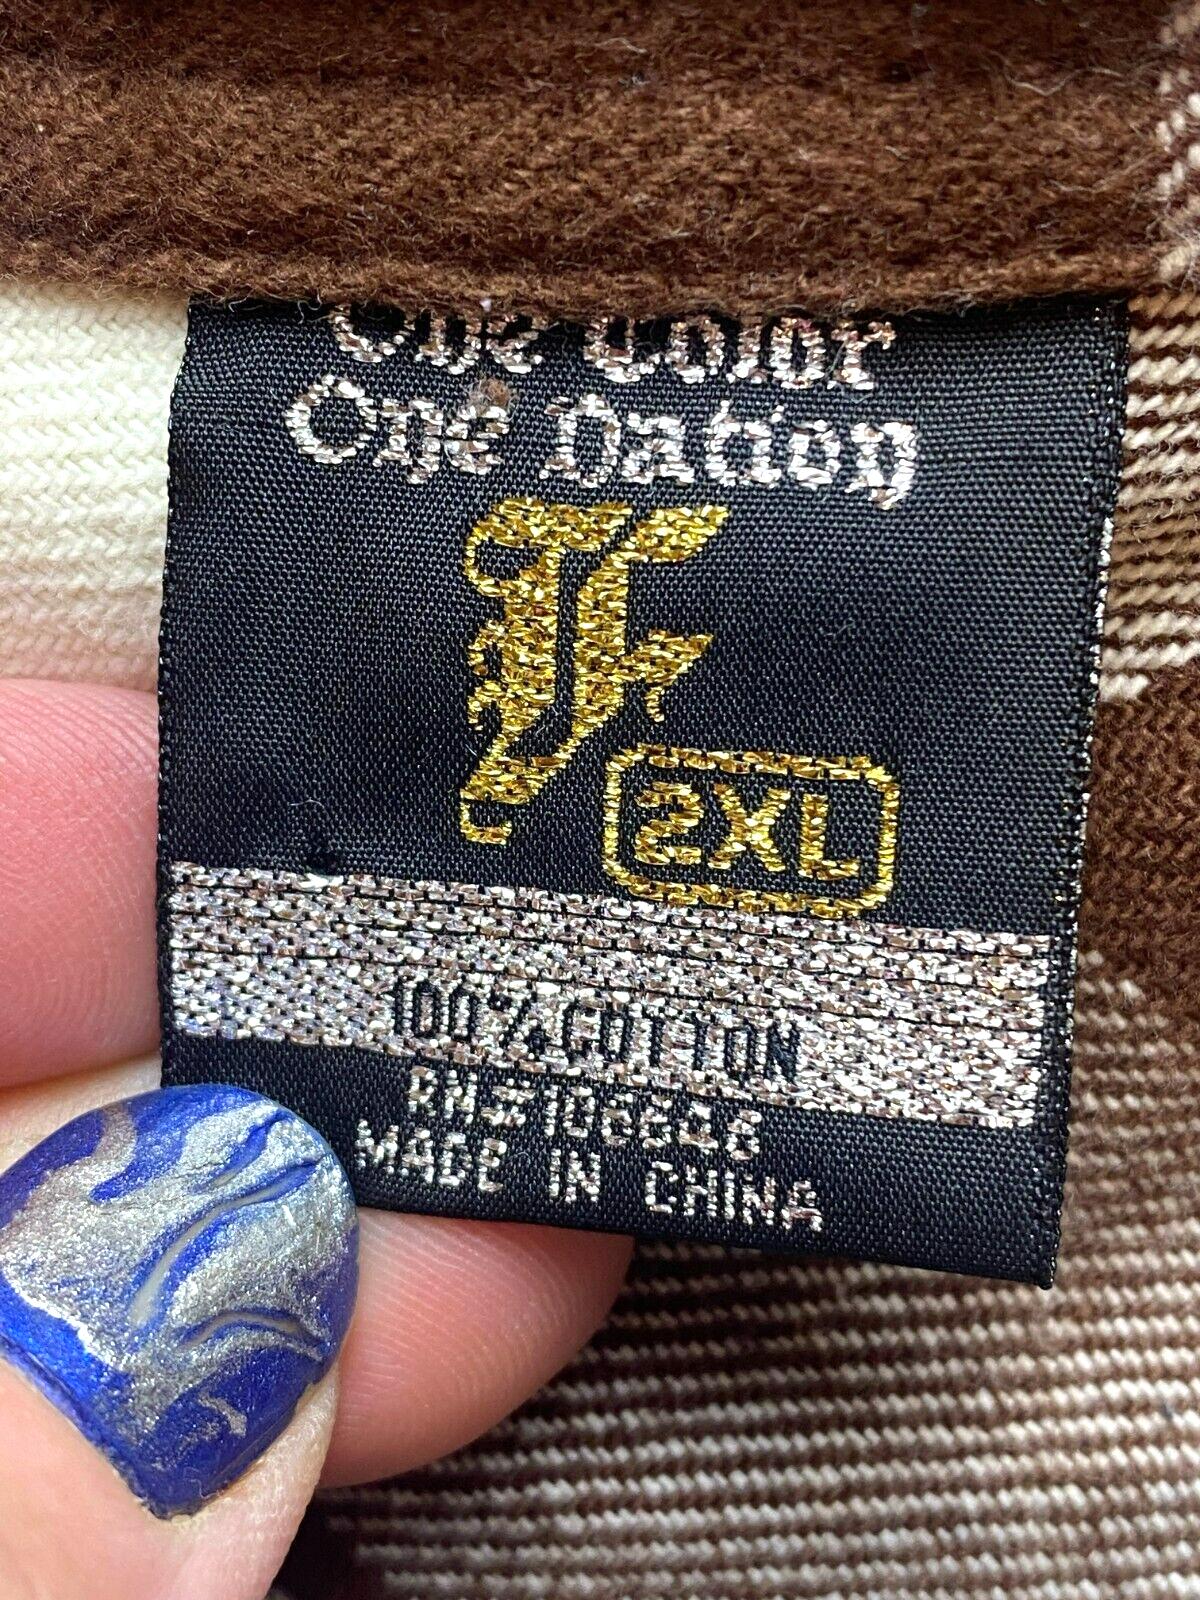 One Color
One Nation
2XL
100% COTTON
MADE IN CHINA